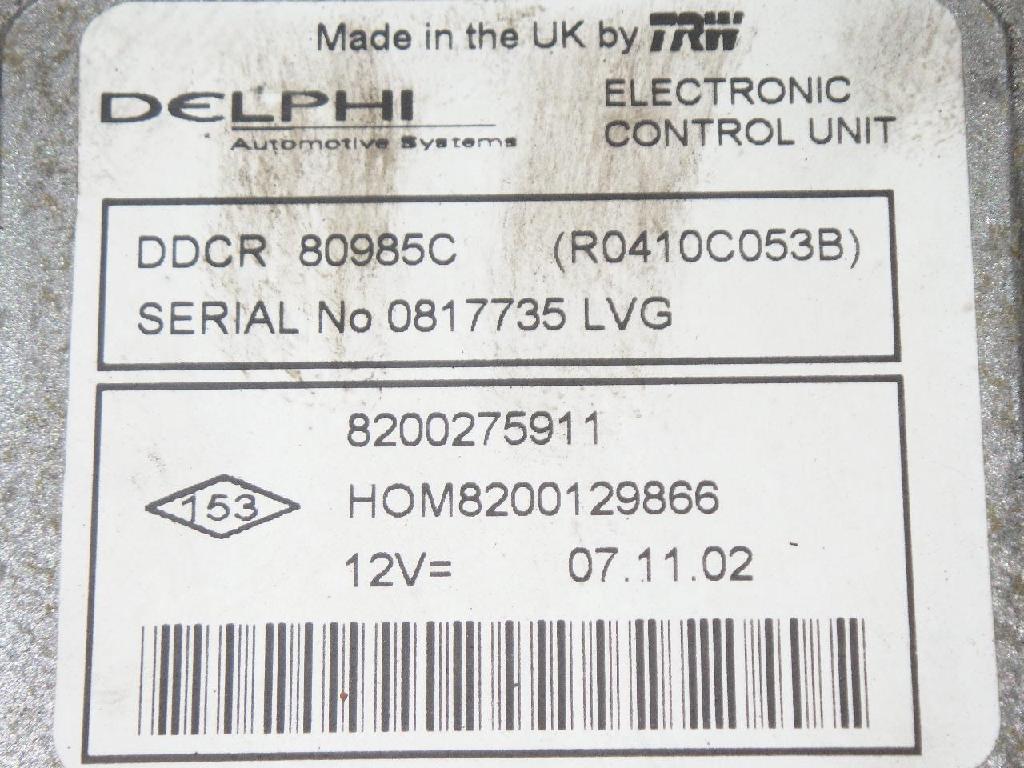 Made in the UK by TRW
DELPHI
Automotive Systems
ELECTRONIC
CONTROL UNIT
DDCR 80985C (R0410C053B)
SERIAL No 0817735 LVG
8200275911
153 HOM8200129866
12V= 07.11.02